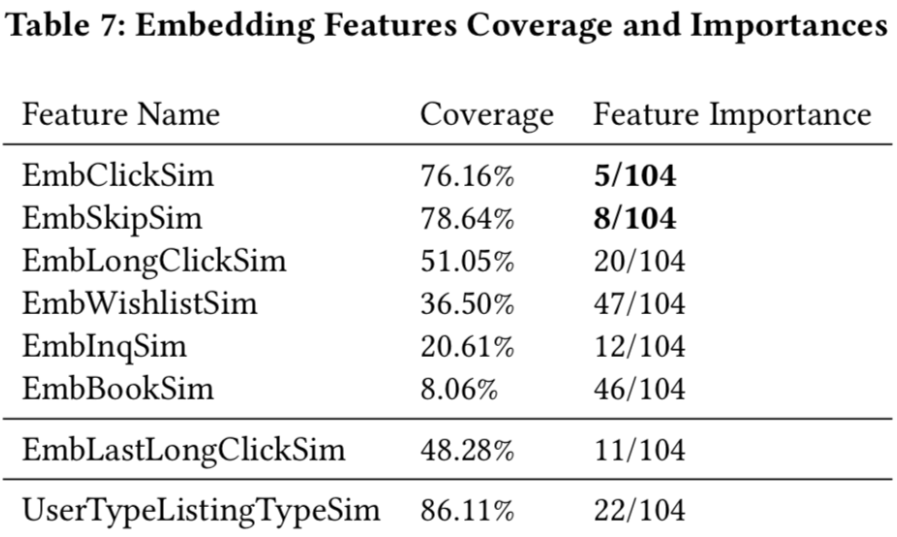 Table 7: Embedding Features Coverage and Importances
Feature Name Coverage Feature Importance
EmbClickSim 76.16% 5/104
EmbSkipSim 78.64% 8/104
EmbLongClickSim 51.05% 20/104
EmbWishlistSim 36.50% 47/104
EmbInqSim 20.61% 12/104
EmbBookSim 8.06% 46/104
EmbLastLongClickSim 48.28% 11/104
UserTypeListingTypeSim 86.11% 22/104